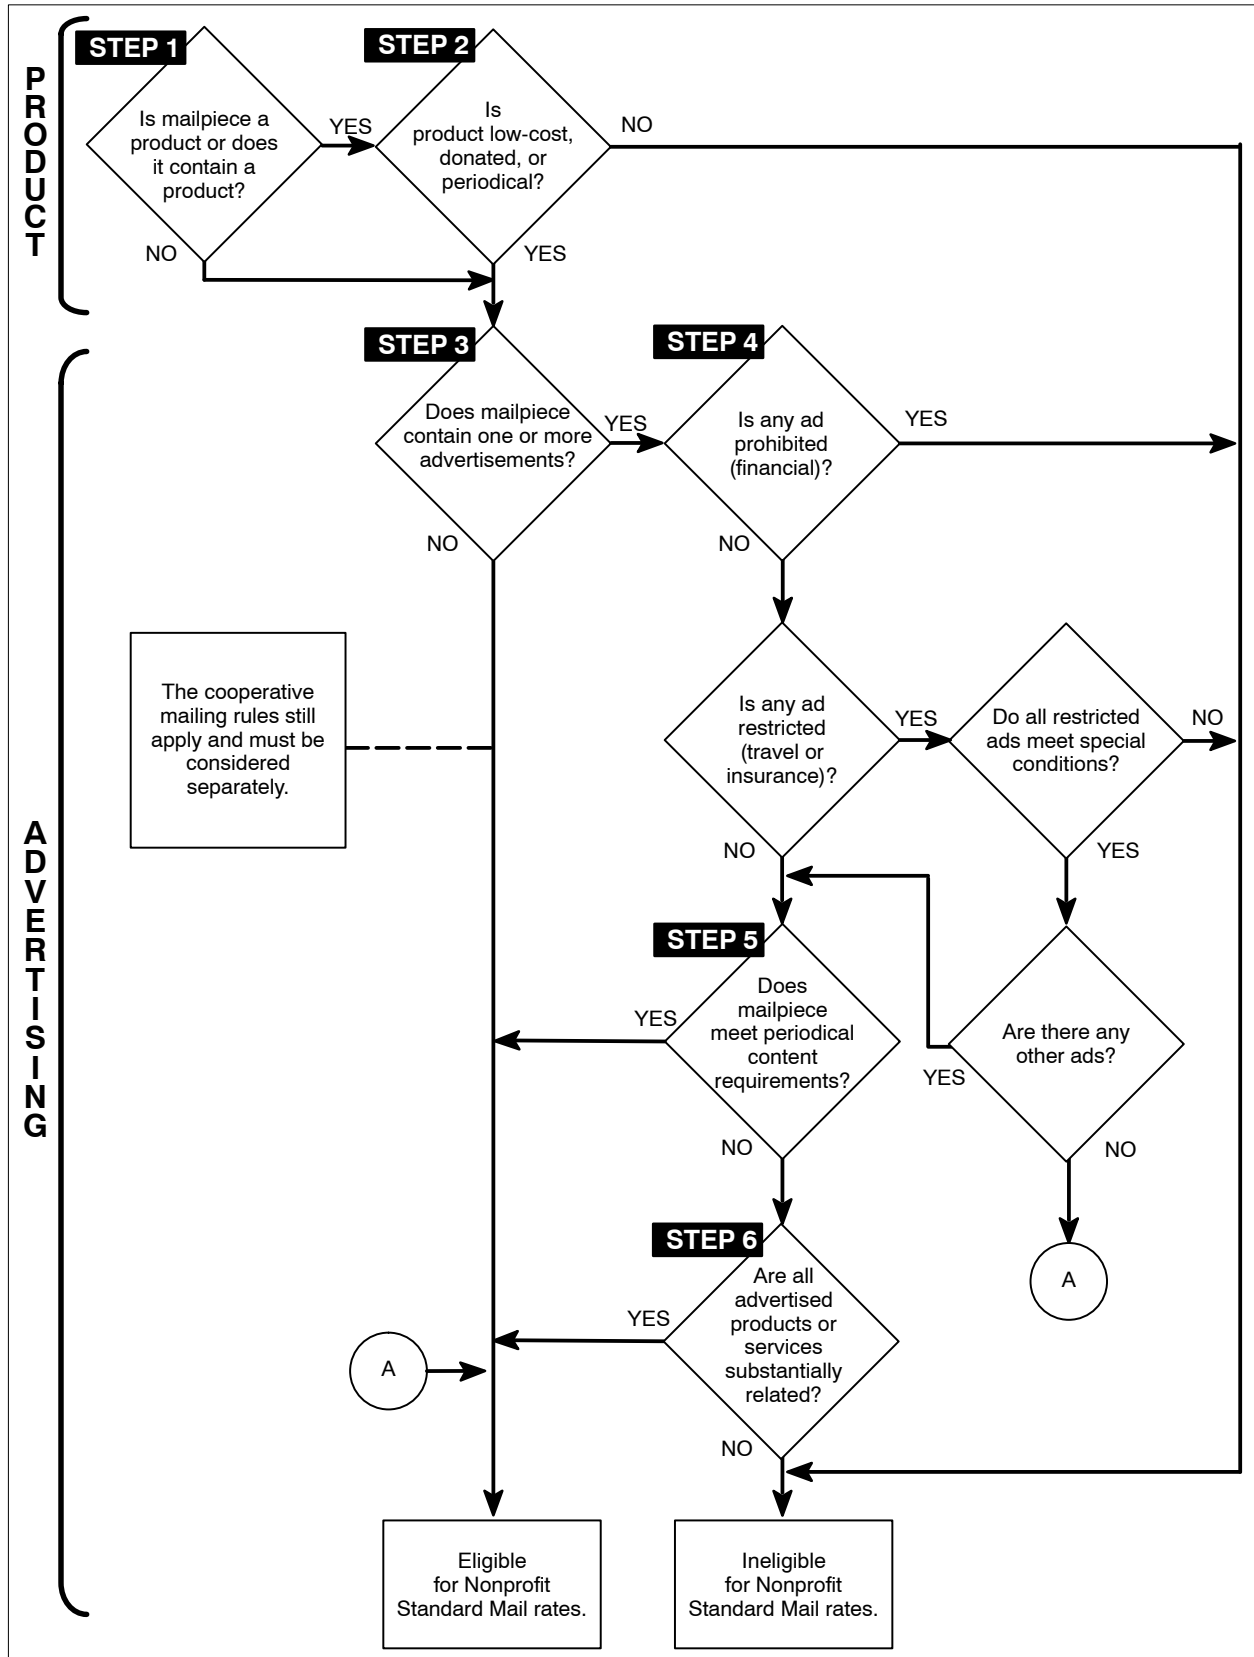 PRODUCT
STEP 1
Is mailpiece a
product or does
it contain a
product?
YES
NO
STEP 2
Is
product low-cost,
donated, or
periodical?
NO
YES
ADVERTISING
STEP 3
Does mailpiece
contain one or more
advertisements?
YES
NO
STEP 4
Is any ad
prohibited
(financial)?
YES
NO
The cooperative
mailing rules still
apply and must be
considered
separately.
Is any ad
restricted
(travel or
insurance)?
YES
NO
Do all restricted
ads meet special
conditions?
NO
YES
STEP 5
Does
mailpiece
meet periodical
content
requirements?
YES
NO
Are there any
other ads?
YES
NO
A
STEP 6
Are all
advertised
products or
services
substantially
related?
YES
NO
A
Eligible
for Nonprofit
Standard Mail rates.
Ineligible
for Nonprofit
Standard Mail rates.